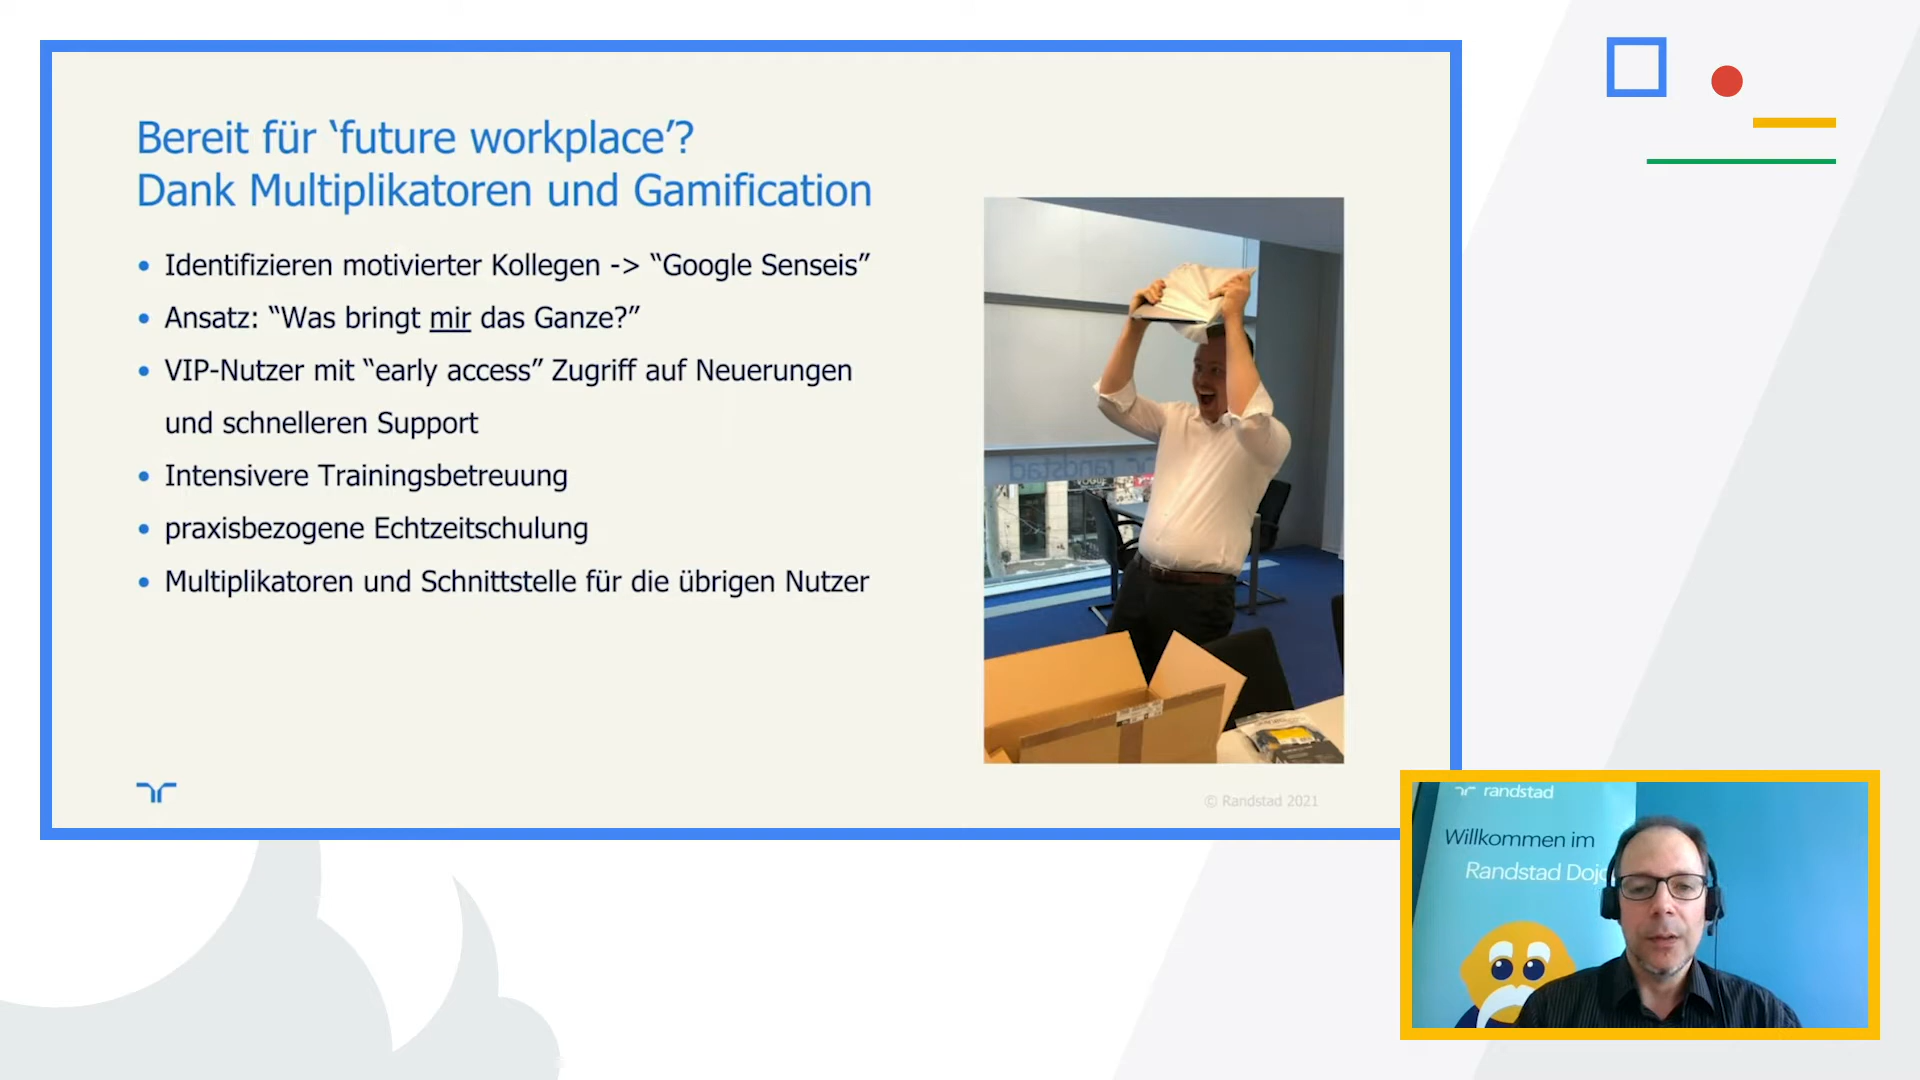 Bereit für ‘future workplace’?
Dank Multiplikatoren und Gamification
• Identifizieren motivierter Kollegen -> “Google Senseis”
• Ansatz: “Was bringt mir das Ganze?”
• VIP-Nutzer mit “early access” Zugriff auf Neuerungen
und schnelleren Support
• Intensivere Trainingsbetreuung
• praxisbezogene Echtzeitschulung
• Multiplikatoren und Schnittstelle für die übrigen Nutzer
randstad
© Randstad 2021
randstad
Willkommen im
Randstad Dojo